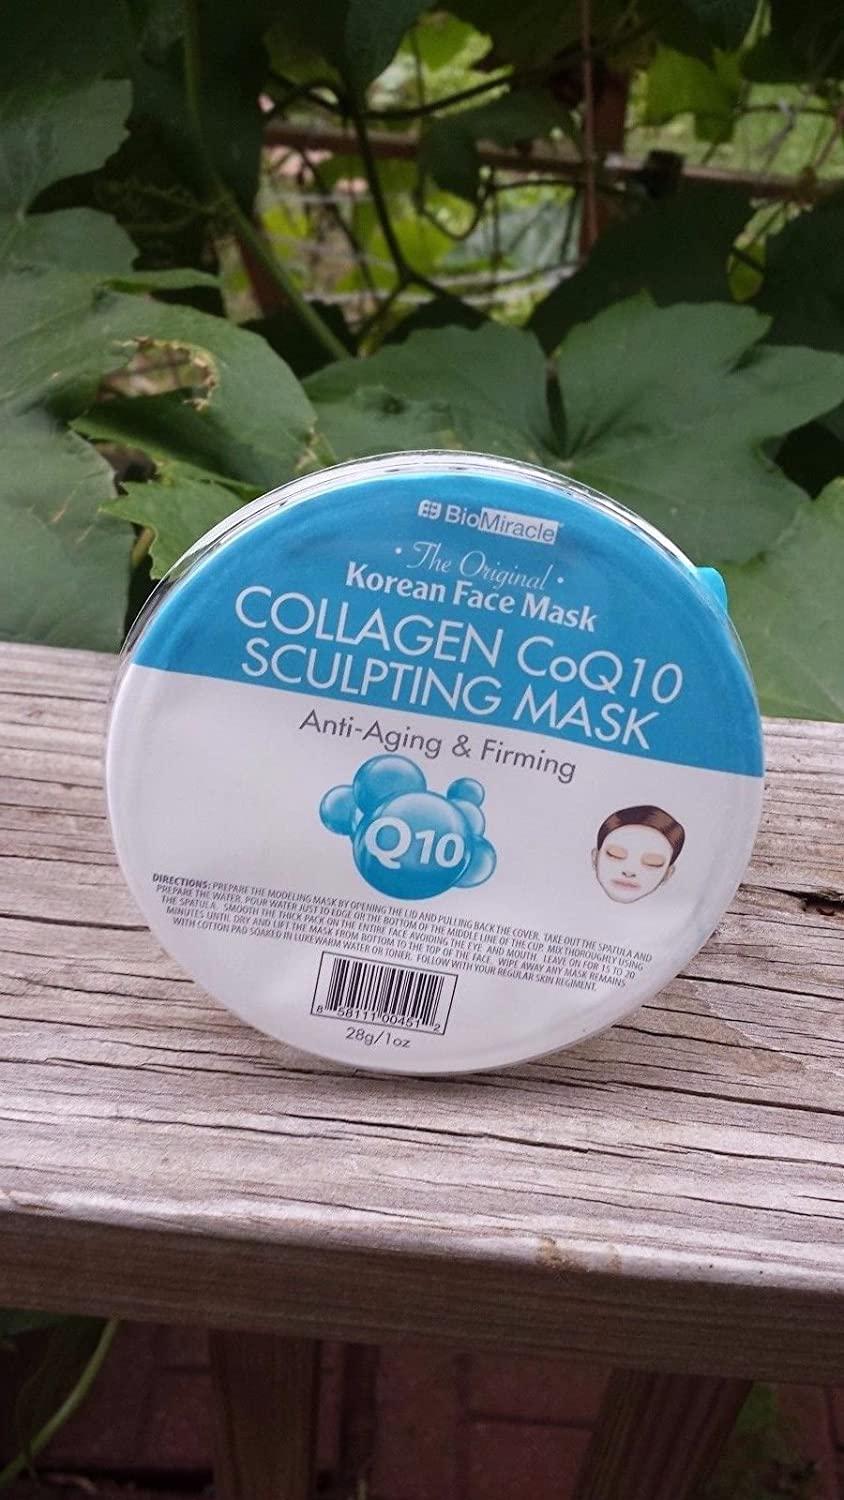 BioMiracle
• The Original •
Korean Face Mask
COLLAGEN CoQ10
SCULPTING MASK
Anti-Aging & Firming
Q10
DIRECTIONS: PREPARE THE MODELING MASK BY OPENING THE LID AND PULLING BACK THE COVER. TAKE OUT THE SPATULA AND
PREPARE THE WATER. POUR WATER JUST TO EDGE OR THE BOTTOM OF THE MIDDLE LINE OF THE CUP. MIX THOROUGHLY USING
THE SPATULA. SMOOTH THE THICK PACK ON THE ENTIRE FACE AVOIDING THE EYE AND MOUTH. LEAVE ON FOR 15 TO 20
MINUTES UNTIL DRY AND LIFT THE MASK FROM BOTTOM TO THE TOP OF THE FACE. WIPE AWAY ANY MASK REMAINS
WITH COTTON PAD SOAKED IN LUKEWARM WATER OR TONER. FOLLOW WITH YOUR REGULAR SKIN REGIMENT.
8 58111 00451 2
28g/1oz